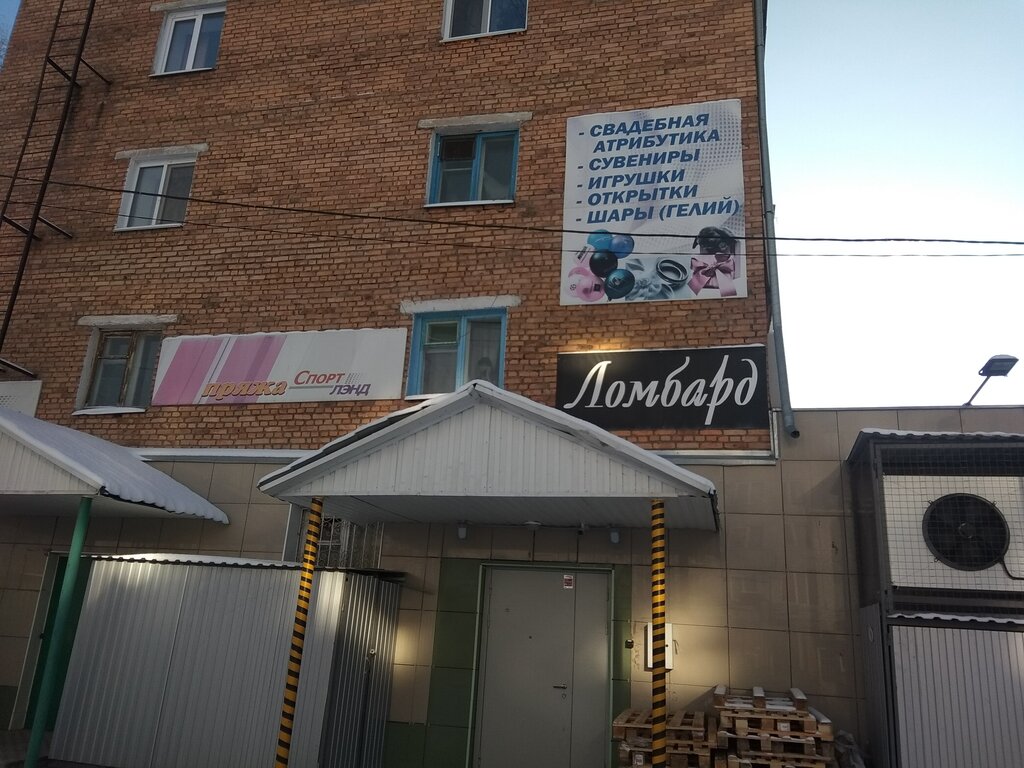 - СВАДЕБНАЯ
АТРИБУТИКА
- СУВЕНИРЫ
- ИГРУШКИ
- ОТКРЫТКИ
- ШАРЫ (ГЕЛИЙ)
пряжа Спорт
лэнд
Ломбард